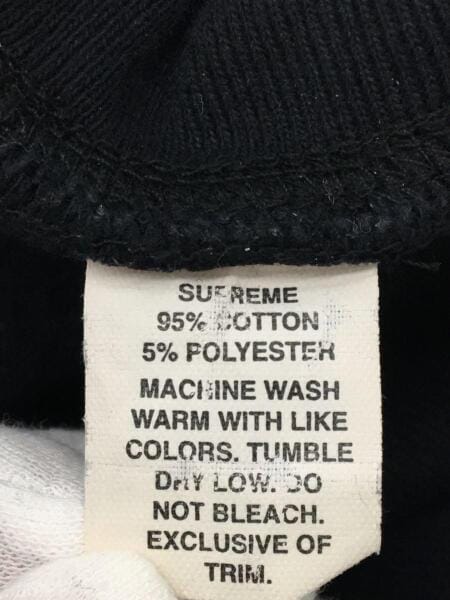 SUPREME
95% COTTON
5% POLYESTER
MACHINE WASH
WARM WITH LIKE
COLORS. TUMBLE
DRY LOW. DO
NOT BLEACH.
EXCLUSIVE OF
TRIM.